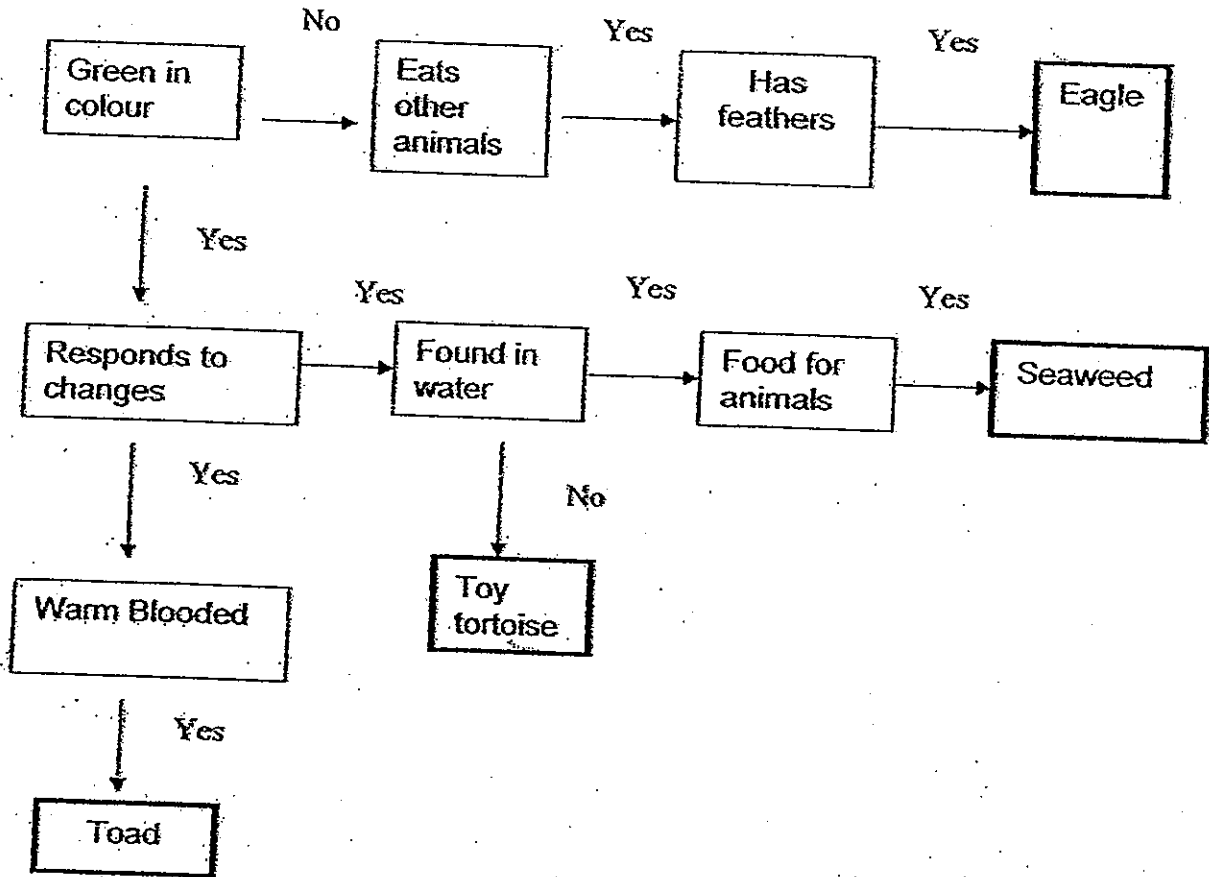 No
Yes
Yes
Green in
colour
Eats
other
animals
Has
feathers
Eagle
Yes
Yes
Yes
Yes
Responds to
changes
Found in
water
Food for
animals
Seaweed
Yes
No
Warm Blooded
Toy
tortoise
Yes
Toad